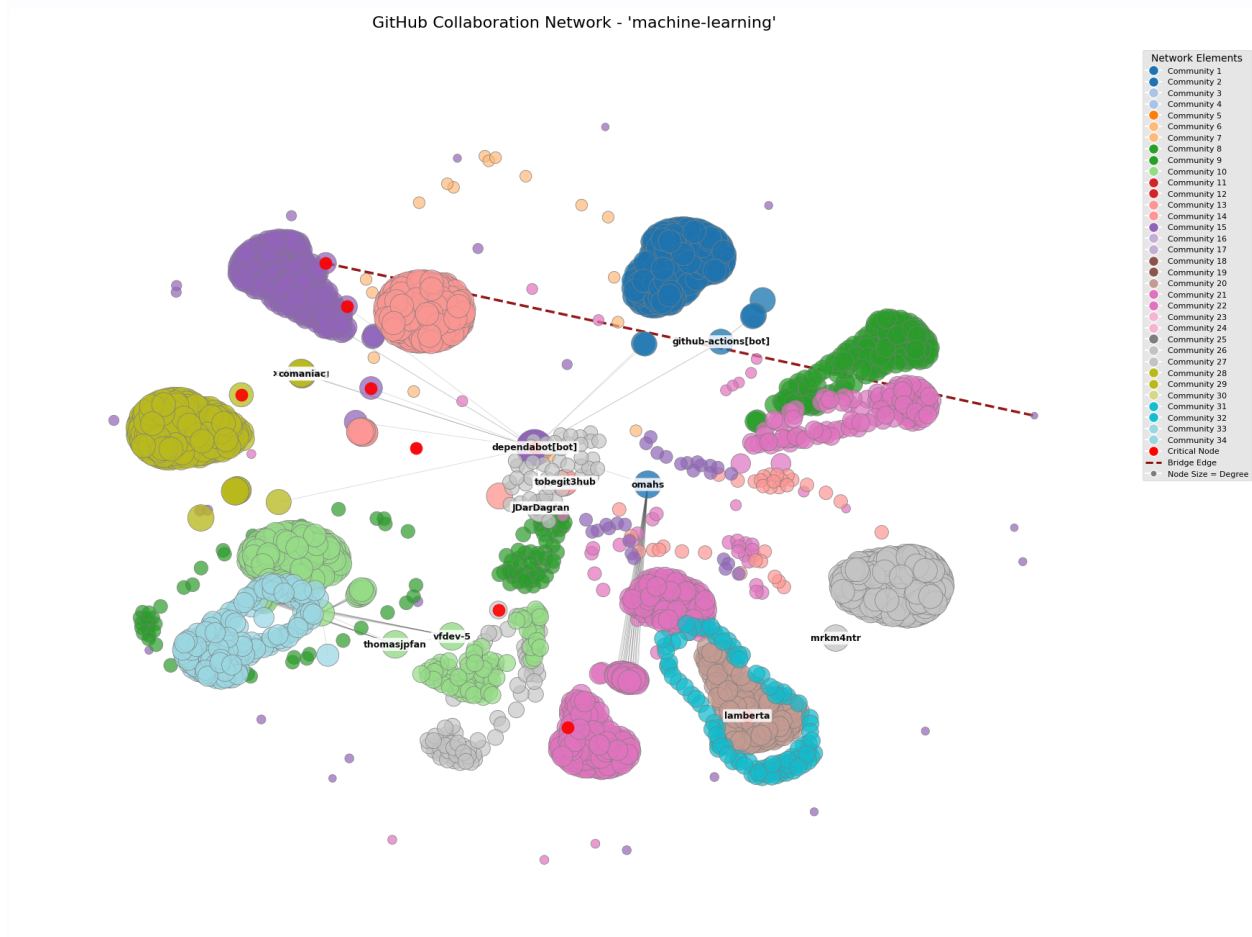 GitHub Collaboration Network - 'machine-learning'
Network Elements
Community 1
Community 2
Community 3
Community 4
Community 5
Community 6
Community 7
Community 8
Community 9
Community 10
Community 11
Community 12
Community 13
Community 14
Community 15
Community 16
Community 17
Community 18
Community 19
Community 20
Community 21
Community 22
Community 23
Community 24
Community 25
Community 26
Community 27
Community 28
Community 29
Community 30
Community 31
Community 32
Community 33
Community 34
Critical Node
Bridge Edge
Node Size = Degree
github-actions[bot]
comaniac
dependabot[bot]
tobegit3hub
omahs
JDarDagran
vfdev-5
thomasjpfan
mrkm4ntr
lamberta